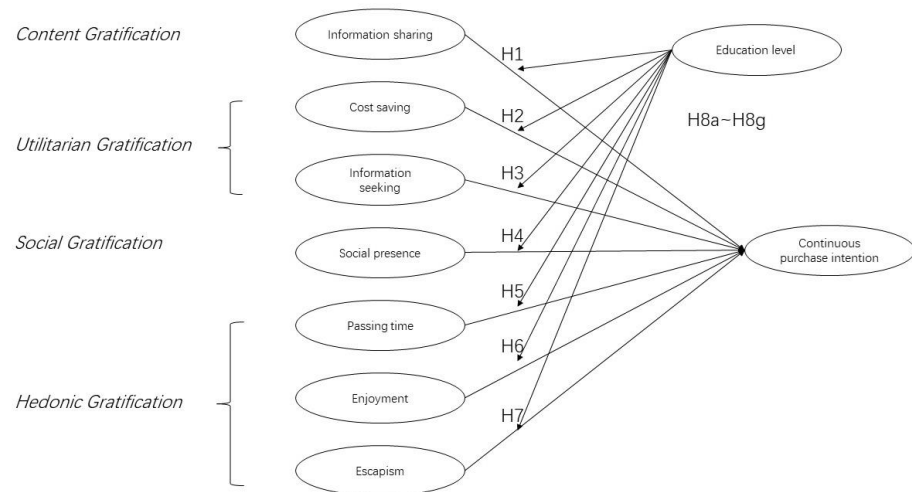 Content Gratification
Information sharing
Education level
H1
Cost saving
H2
H8a~H8g
Utilitarian Gratification
Information
seeking
H3
Social Gratification
Social presence
H4
Continuous
purchase intention
H5
Passing time
H6
Hedonic Gratification
Enjoyment
H7
Escapism